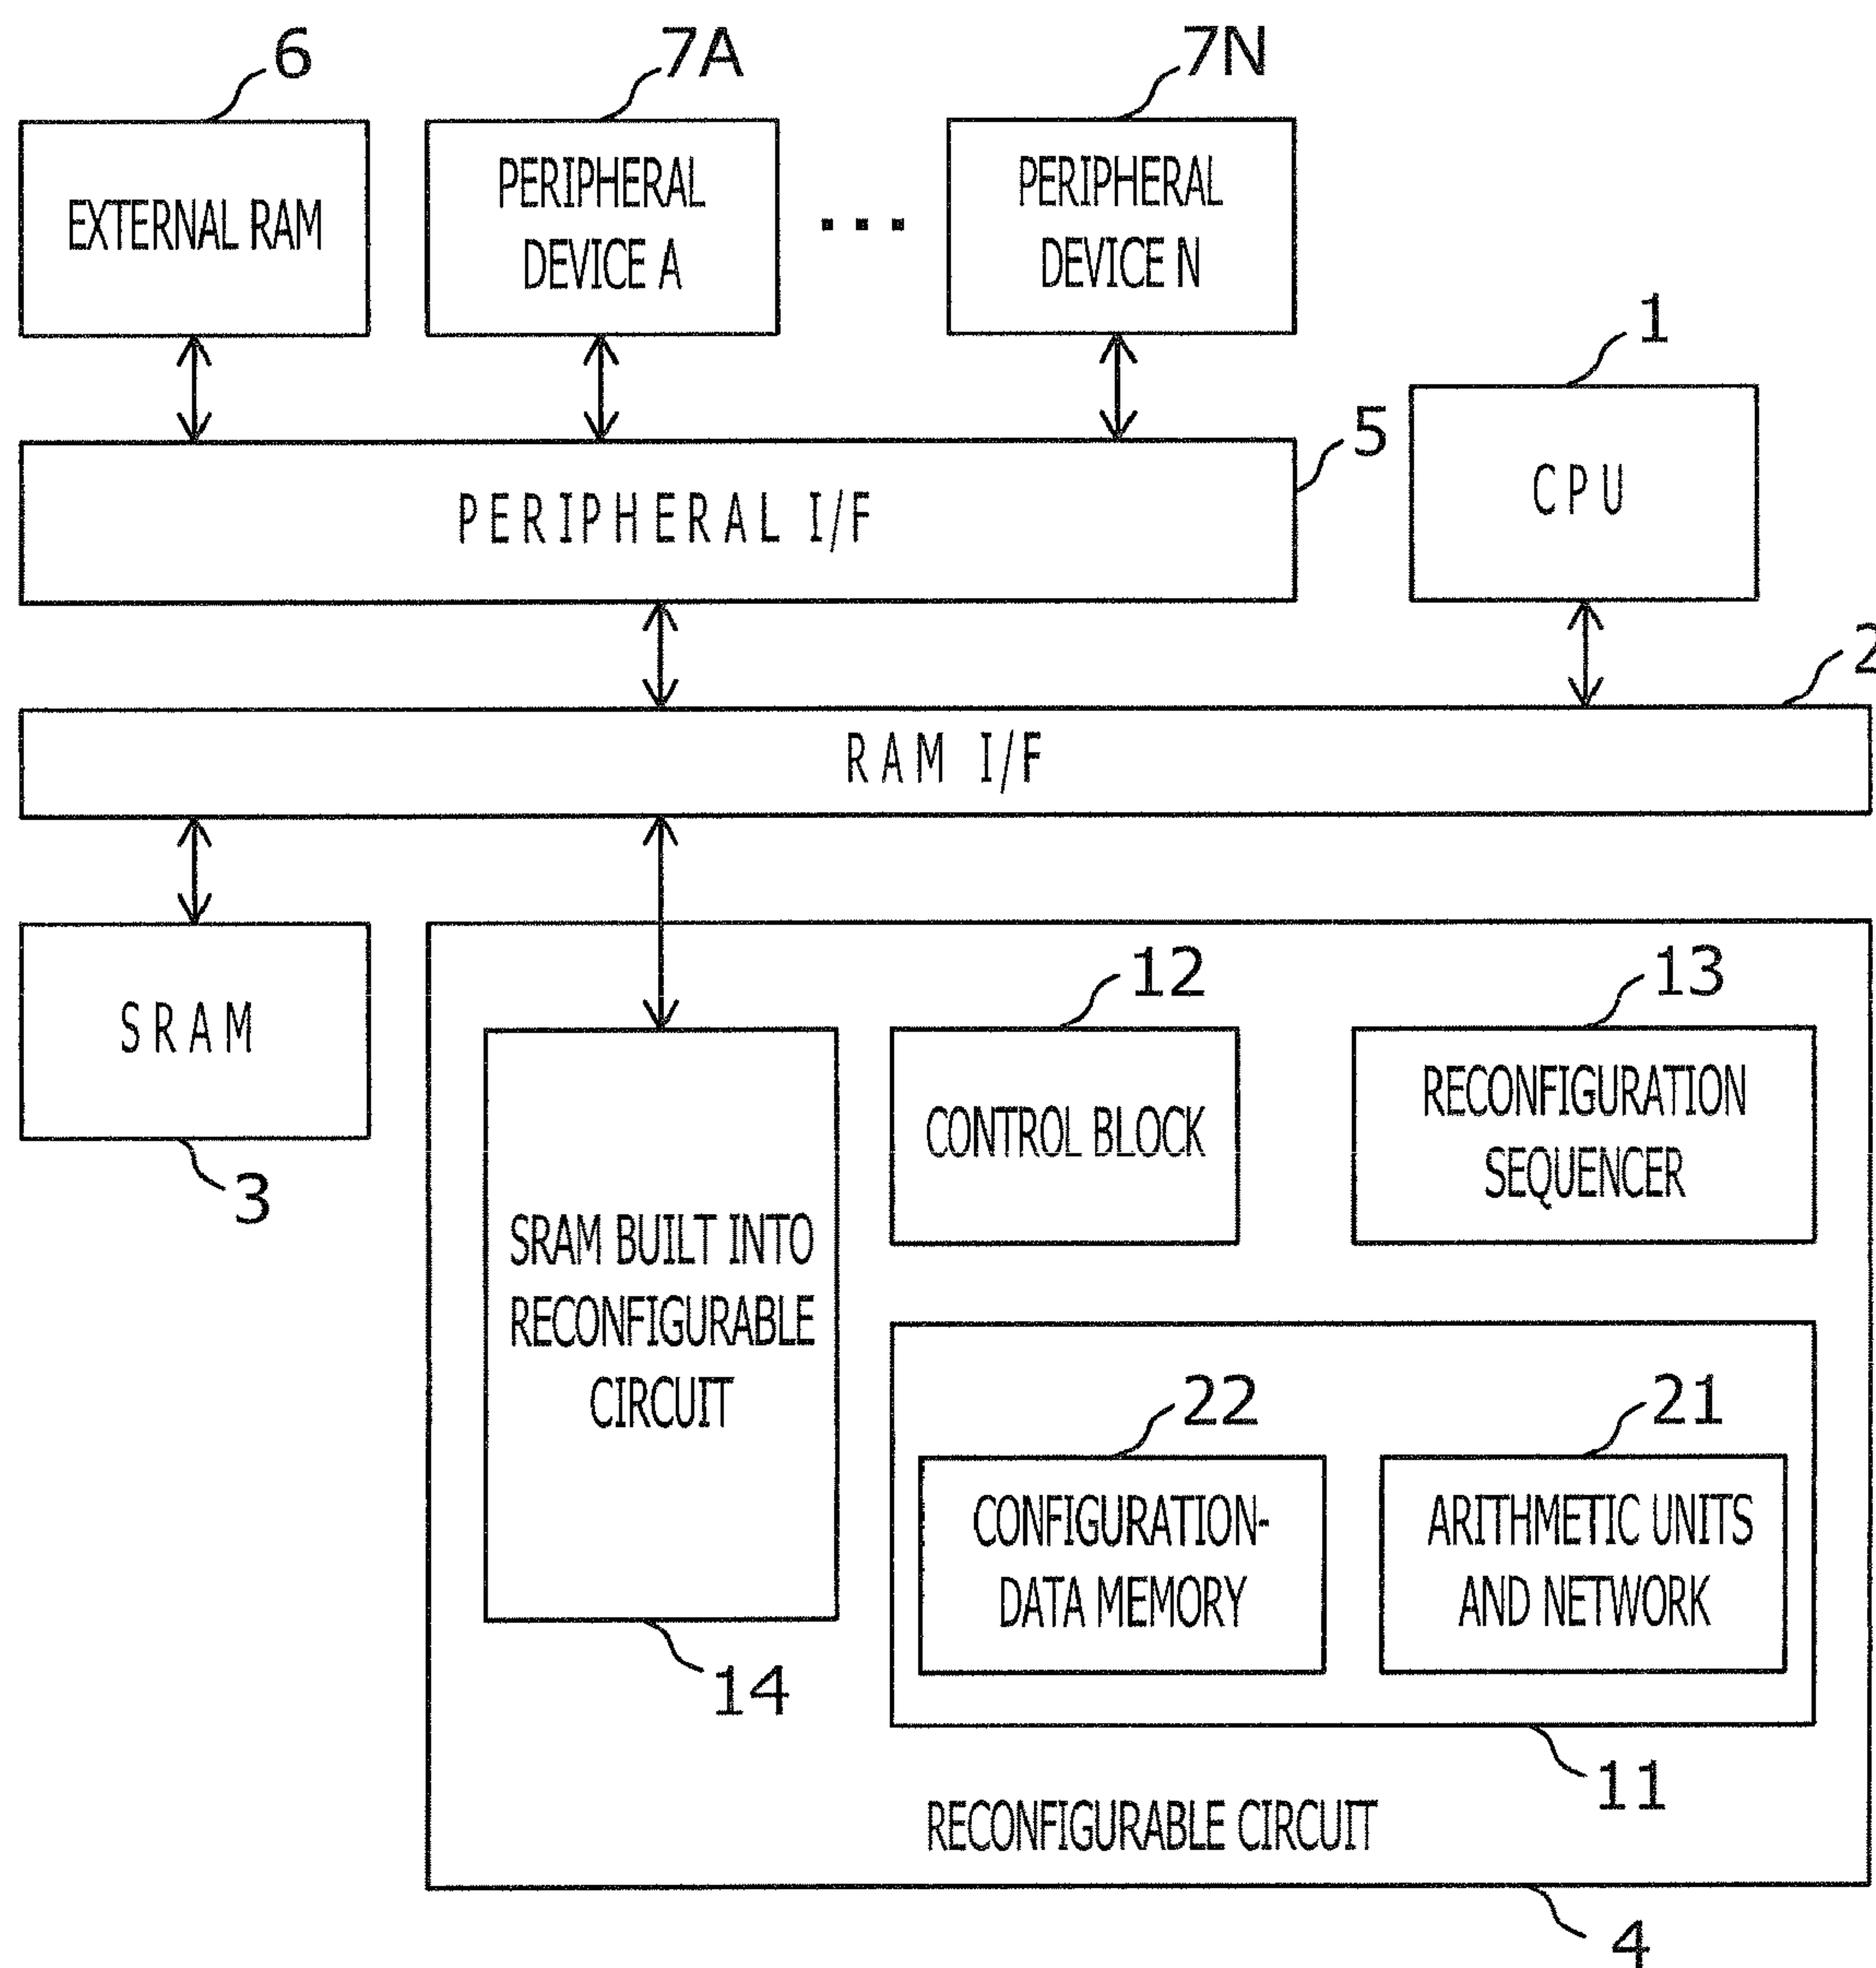 6
7A
7N
EXTERNAL RAM
PERIPHERAL
DEVICE A
...
PERIPHERAL
DEVICE N
1
5
CPU
PERIPHERAL I/F
2
RAM I/F
SRAM
3
12
13
CONTROL BLOCK
RECONFIGURATION
SEQUENCER
SRAM BUILT INTO
RECONFIGURABLE
CIRCUIT
14
22
21
CONFIGURATION-
DATA MEMORY
ARITHMETIC UNITS
AND NETWORK
11
RECONFIGURABLE CIRCUIT
4